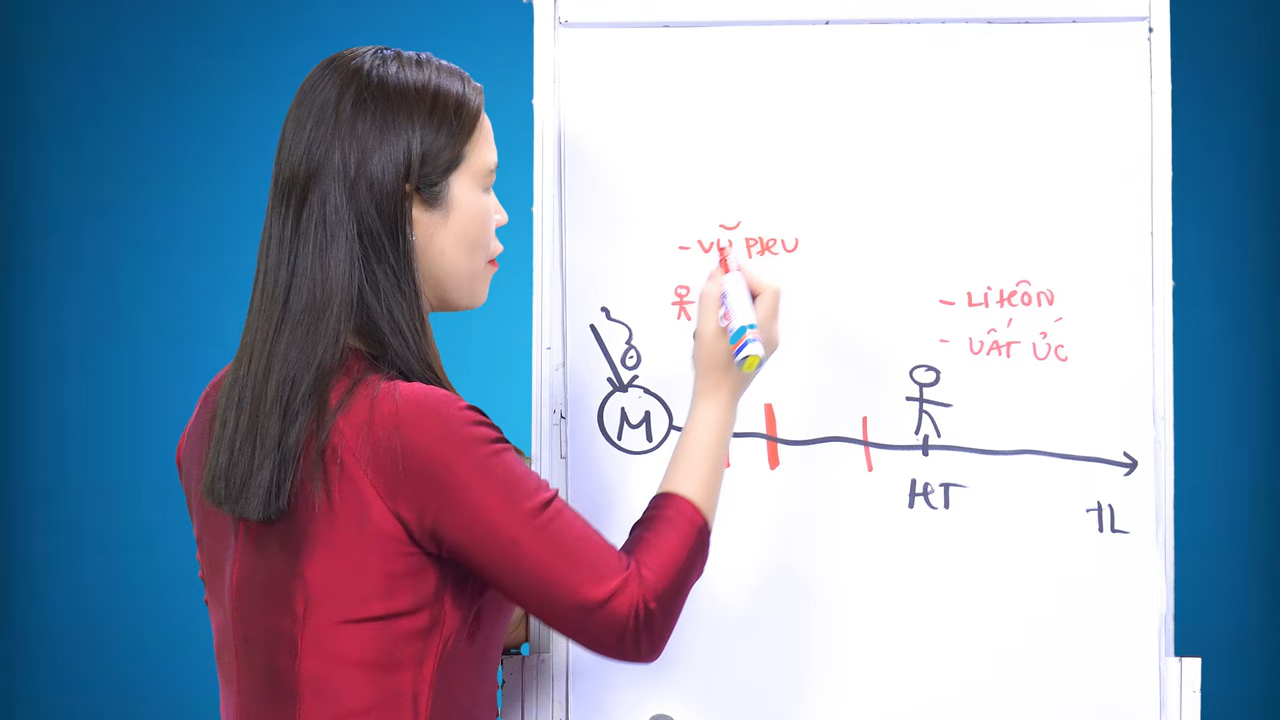 - VŨ PHU
- Li HÔN
- UẤT ỨC
M
HT
TL